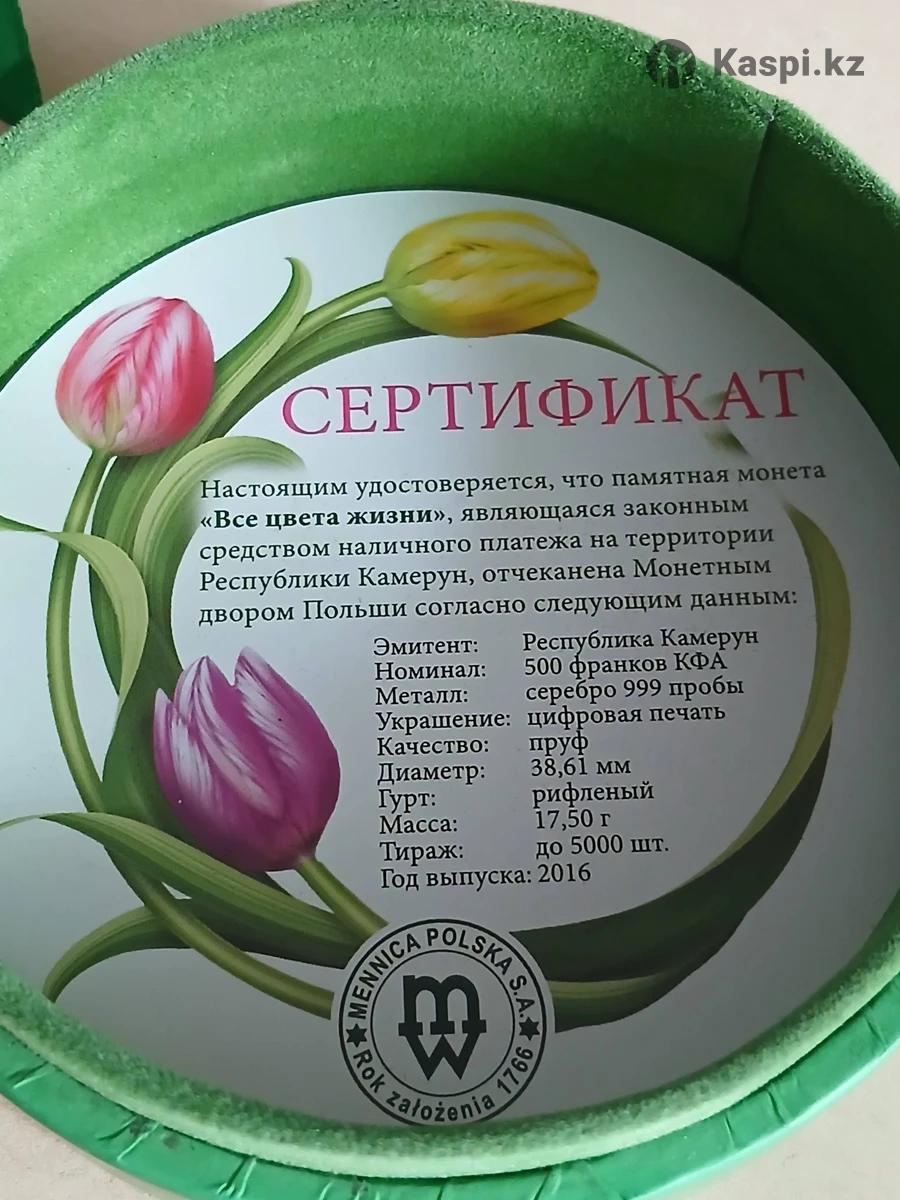 Kaspi.kz
СЕРТИФИКАТ
Настоящим удостоверяется, что памятная монета
«Все цвета жизни», являющаяся законным
средством наличного платежа на территории
Республики Камерун, отчеканена Монетным
двором Польши согласно следующим данным:
Эмитент: Республика Камерун
Номинал: 500 франков КФА
Металл: серебро 999 пробы
Украшение: цифровая печать
Качество: пруф
Диаметр: 38,61 мм
Гурт: рифленый
Масса: 17,50 г
Тираж: до 5000 шт.
Год выпуска: 2016
MENNICA POLSKA S.A.
mw
Rok założenia 1766